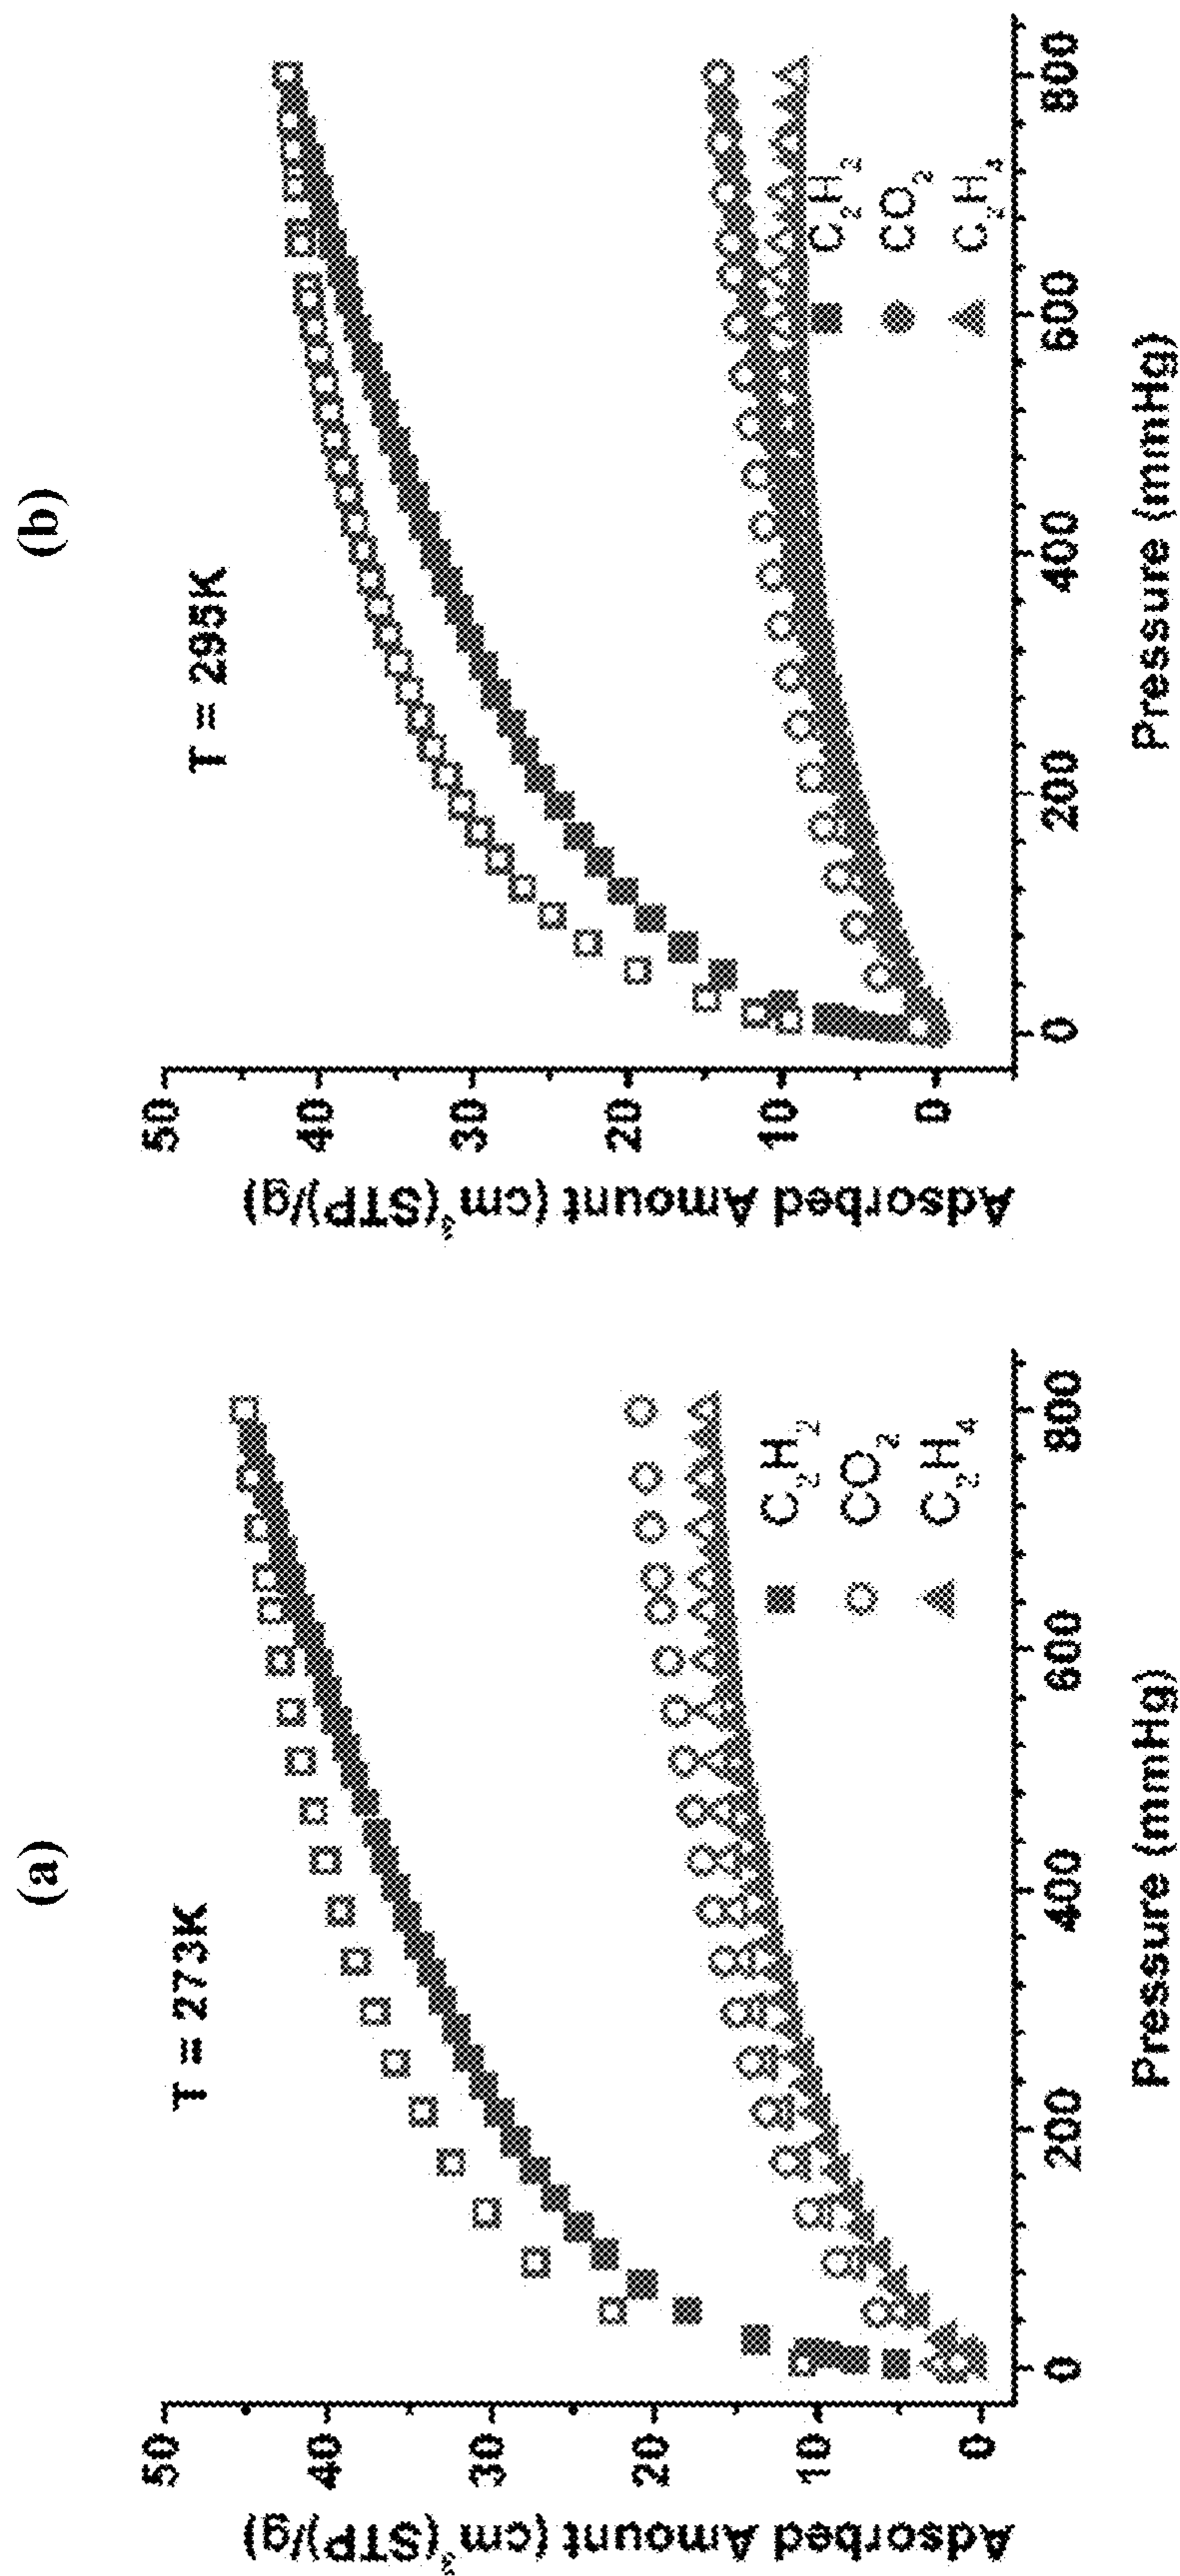 (a)
T = 273K
Adsorbed Amount (cm³(STP)/g)
50
40
30
20
10
0
C₂H₂
CO₂
C₂H₄
0
200
400
600
800
Pressure (mmHg)
(b)
T = 295K
Adsorbed Amount (cm³(STP)/g)
50
40
30
20
10
0
C₂H₂
CO₂
C₂H₄
0
200
400
600
800
Pressure (mmHg)